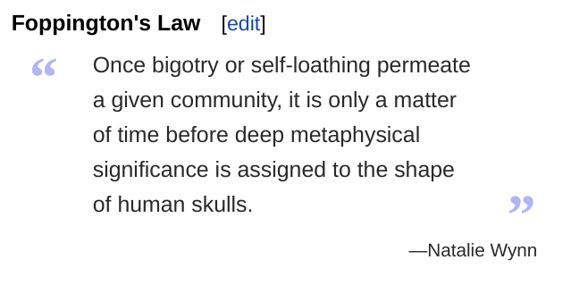 Foppington's Law [edit]
“ Once bigotry or self-loathing permeate
a given community, it is only a matter
of time before deep metaphysical
significance is assigned to the shape
of human skulls. ”
—Natalie Wynn